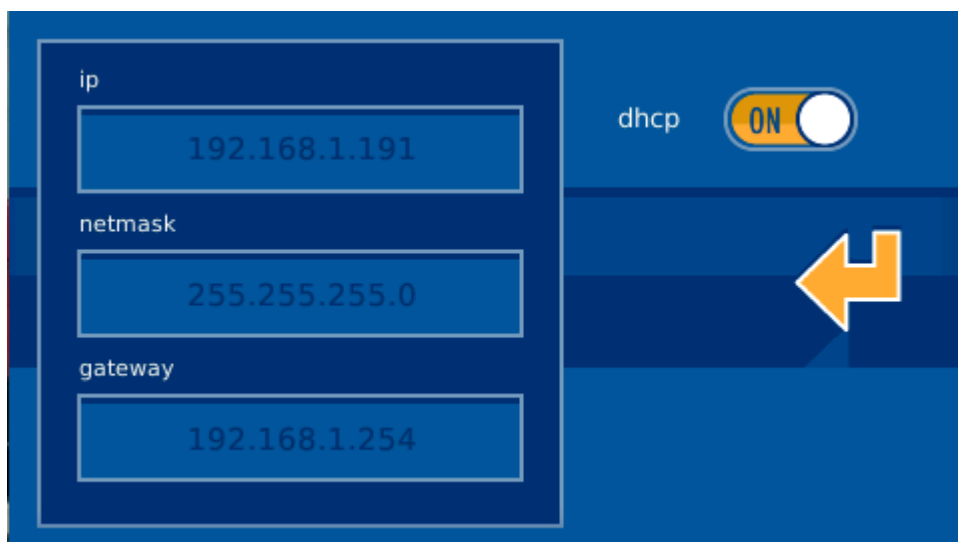 ip
192.168.1.191
dhcp
ON
netmask
255.255.255.0
gateway
192.168.1.254